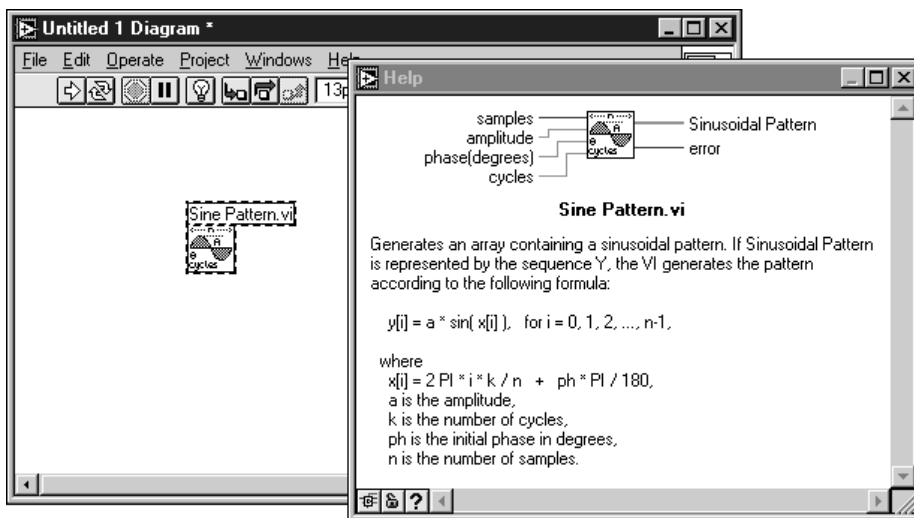 Untitled 1 Diagram *
File Edit Operate Project Windows Help
13p
Sine Pattern.vi
n
A
θ
cycles
Help
samples
amplitude
phase(degrees)
cycles
n
A
θ
cycles
Sinusoidal Pattern
error
Sine Pattern.vi
Generates an array containing a sinusoidal pattern. If Sinusoidal Pattern
is represented by the sequence Y, the VI generates the pattern
according to the following formula:
y[i] = a * sin( x[i] ), for i = 0, 1, 2, ..., n-1,
where
x[i] = 2 PI * i * k / n + ph * PI / 180,
a is the amplitude,
k is the number of cycles,
ph is the initial phase in degrees,
n is the number of samples.
?